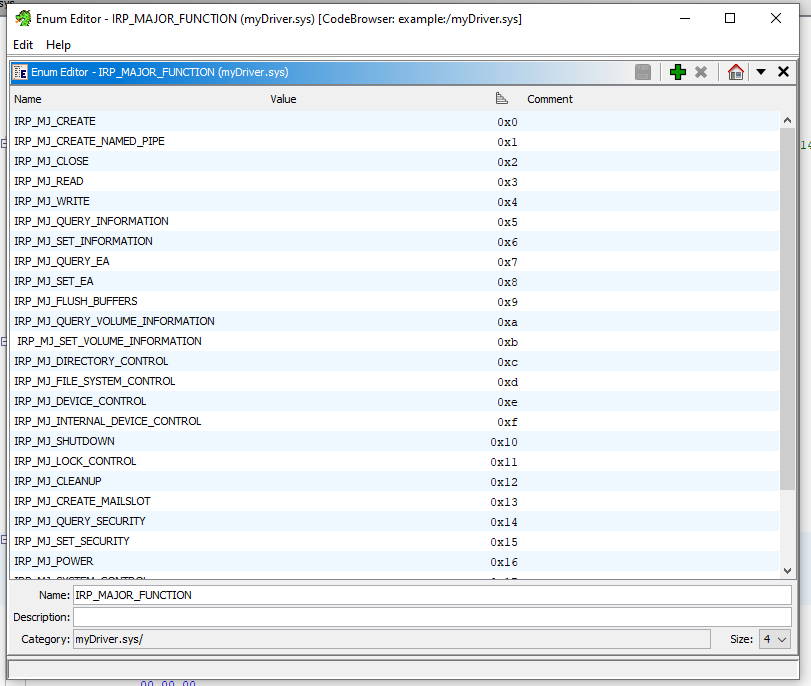 Enum Editor - IRP_MAJOR_FUNCTION (myDriver.sys) [CodeBrowser: example:/myDriver.sys]
Edit Help
Enum Editor - IRP_MAJOR_FUNCTION (myDriver.sys)
Name Value Comment
IRP_MJ_CREATE 0x0
IRP_MJ_CREATE_NAMED_PIPE 0x1
IRP_MJ_CLOSE 0x2
IRP_MJ_READ 0x3
IRP_MJ_WRITE 0x4
IRP_MJ_QUERY_INFORMATION 0x5
IRP_MJ_SET_INFORMATION 0x6
IRP_MJ_QUERY_EA 0x7
IRP_MJ_SET_EA 0x8
IRP_MJ_FLUSH_BUFFERS 0x9
IRP_MJ_QUERY_VOLUME_INFORMATION 0xa
IRP_MJ_SET_VOLUME_INFORMATION 0xb
IRP_MJ_DIRECTORY_CONTROL 0xc
IRP_MJ_FILE_SYSTEM_CONTROL 0xd
IRP_MJ_DEVICE_CONTROL 0xe
IRP_MJ_INTERNAL_DEVICE_CONTROL 0xf
IRP_MJ_SHUTDOWN 0x10
IRP_MJ_LOCK_CONTROL 0x11
IRP_MJ_CLEANUP 0x12
IRP_MJ_CREATE_MAILSLOT 0x13
IRP_MJ_QUERY_SECURITY 0x14
IRP_MJ_SET_SECURITY 0x15
IRP_MJ_POWER 0x16
Name: IRP_MAJOR_FUNCTION
Description:
Category: myDriver.sys/ Size: 4